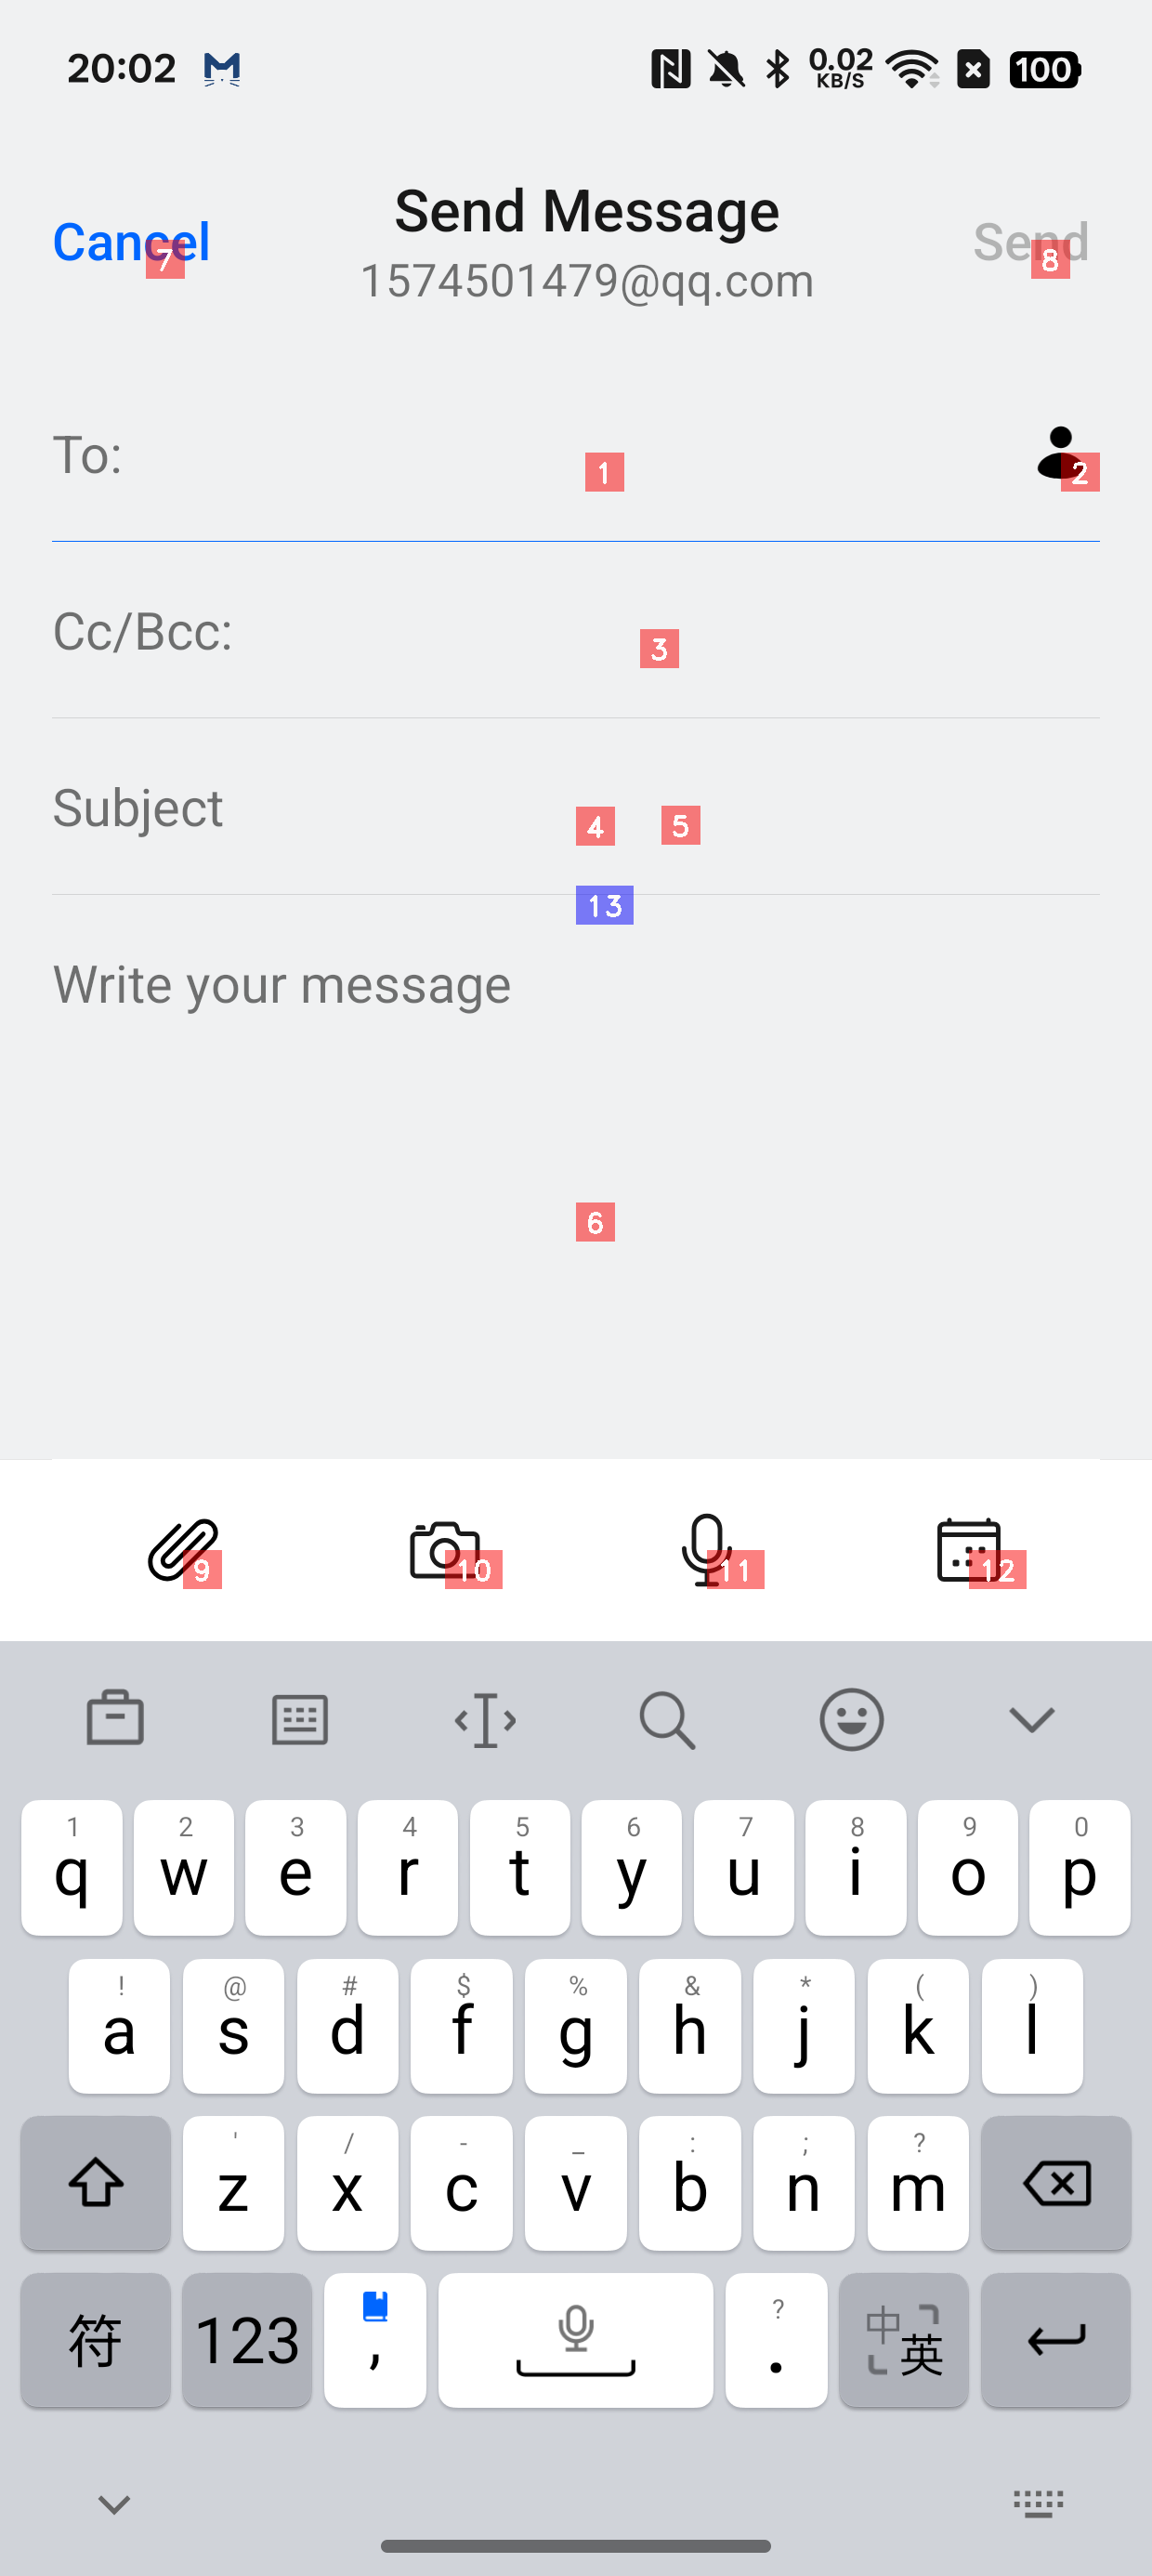 20:02 0.02 KB/S 100
Cancel Send Message Send
7 1574501479@qq.com 8
To:
1 2
Cc/Bcc:
3
Subject
4 5
13
Write your message
6
9 10 11 12
1 2 3 4 5 6 7 8 9 0
q w e r t y u i o p
! @ # $ % & * ( )
a s d f g h j k l
' / - _ : ; ?
z x c v b n m
符 123 , ? . 中 英